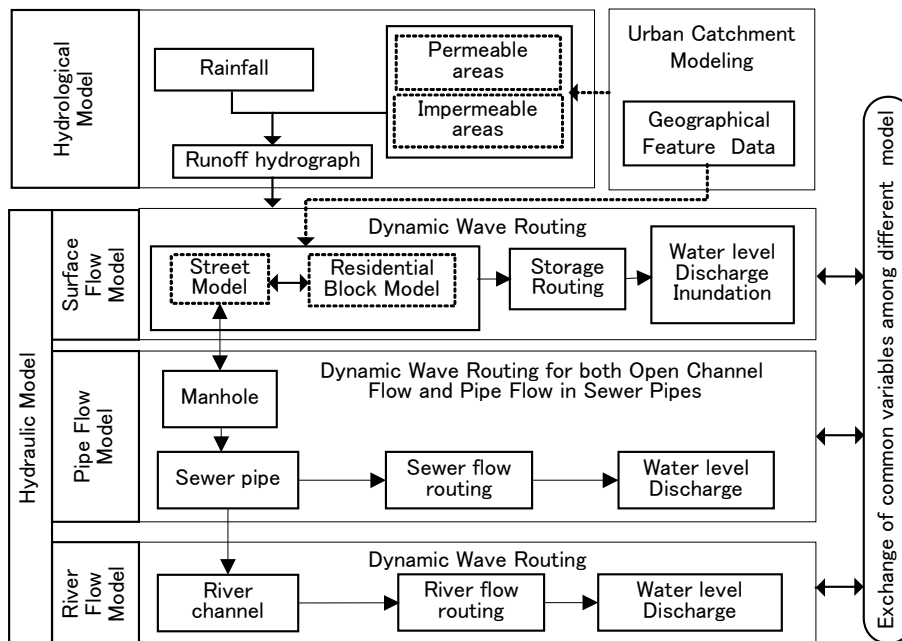 Hydrological
Model
Rainfall
Permeable
areas
Impermeable
areas
Runoff hydrograph
Urban Catchment
Modeling
Geographical
Feature Data
Hydraulic Model
Surface
Flow Model
Dynamic Wave Routing
Street
Model
Residential
Block Model
Storage
Routing
Water level
Discharge
Inundation
Pipe Flow
Model
Dynamic Wave Routing for both Open Channel
Flow and Pipe Flow in Sewer Pipes
Manhole
Sewer pipe
Sewer flow
routing
Water level
Discharge
River
Flow
Model
Dynamic Wave Routing
River
channel
River flow
routing
Water level
Discharge
Exchange of common variables among different model